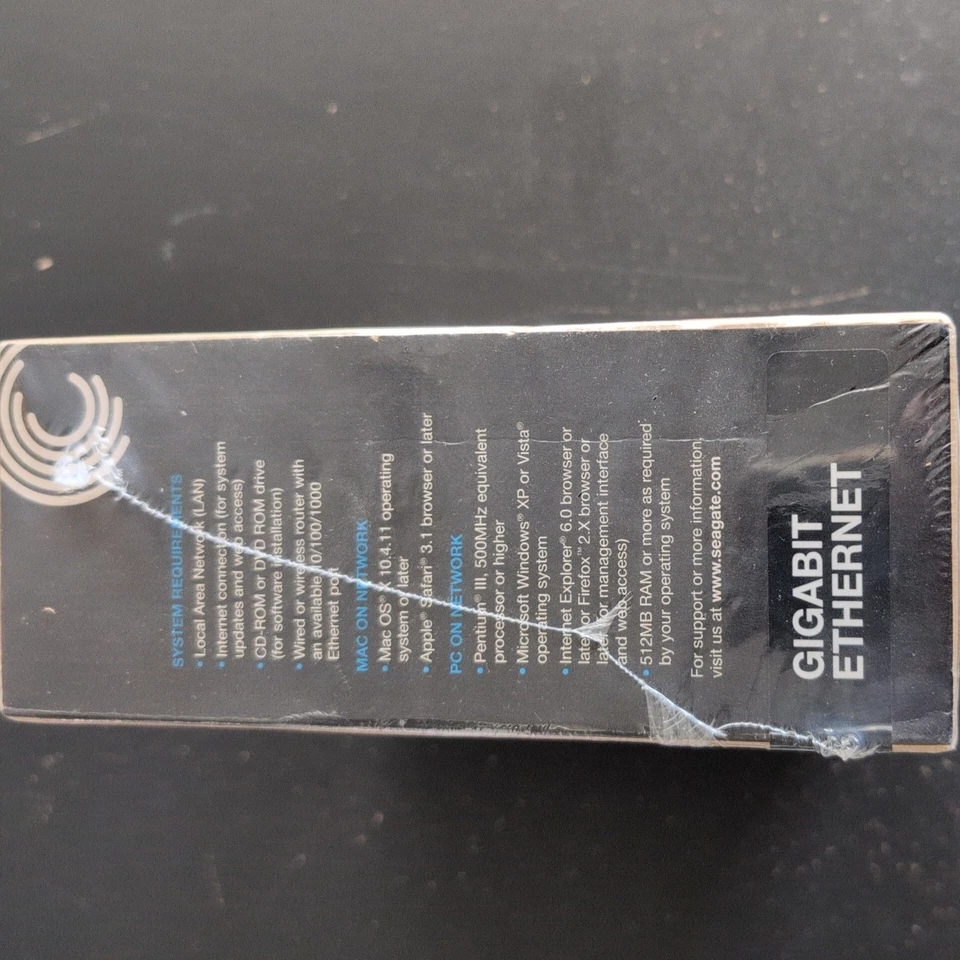 SYSTEM REQUIREMENTS
• Local Area Network (LAN)
• Internet connection (for system
updates and web access)
• CD-ROM or DVD ROM drive
(for software installation)
• Wired or wireless router with
an available 10/100/1000
Ethernet port
MAC ON NETWORK
• Mac OS® X 10.4.11 operating
system or later
• Apple® Safari® 3.1 browser or later
PC ON NETWORK
• Pentium® III, 500MHz equivalent
processor or higher
• Microsoft Windows® XP or Vista®
operating system
• Internet Explorer® 6.0 browser or
later or Firefox™ 2.X browser or
later (for management interface
and web access)
• 512MB RAM or more as required
by your operating system
For support or more information,
visit us at www.seagate.com
GIGABIT
ETHERNET